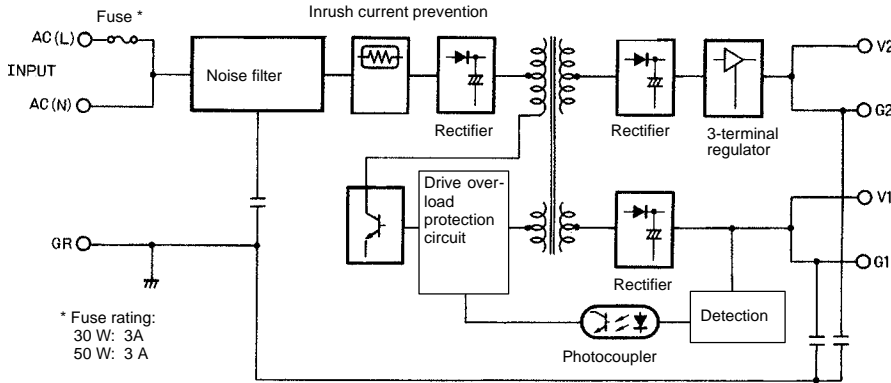 Fuse *
Inrush current prevention
AC(L)
INPUT
AC(N)
Noise filter
Rectifier
Rectifier
3-terminal
regulator
V2
G2
Drive over-
load
protection
circuit
V1
G1
GR
Rectifier
* Fuse rating:
30 W: 3A
50 W: 3 A
Detection
Photocoupler